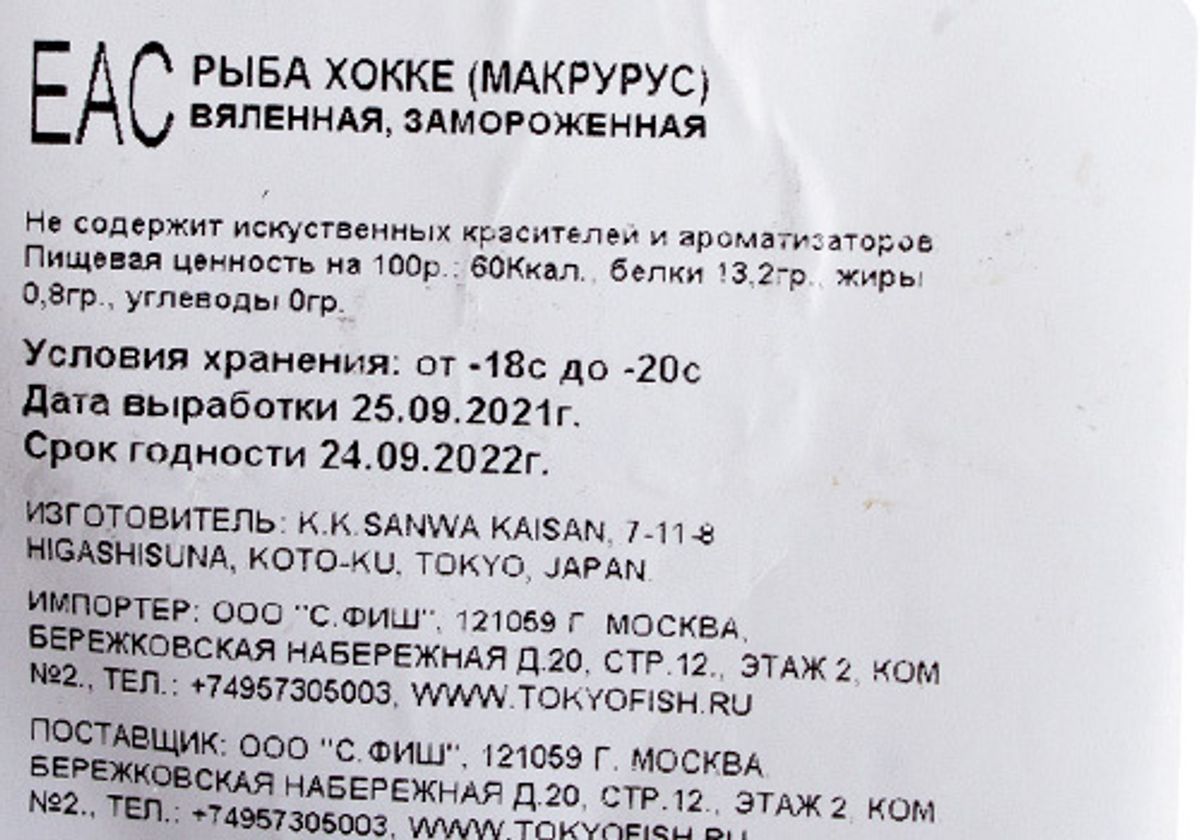 EAC РЫБА ХОККЕ (МАКРУРУС)
ВЯЛЕННАЯ, ЗАМОРОЖЕННАЯ
Не содержит искуственных красителей и ароматизаторов
Пищевая ценность на 100р.: 60Ккал., белки 13,2гр., жиры
0,8гр., углеводы 0гр.
Условия хранения: от -18с до -20с
Дата выработки 25.09.2021г.
Срок годности 24.09.2022г.
ИЗГОТОВИТЕЛЬ: K.K.SANWA KAISAN, 7-11-8
HIGASHISUNA, KOTO-KU, TOKYO, JAPAN.
ИМПОРТЕР: ООО "С.ФИШ", 121059 Г. МОСКВА,
БЕРЕЖКОВСКАЯ НАБЕРЕЖНАЯ Д.20, СТР.12., ЭТАЖ 2, КОМ
№2., ТЕЛ.: +74957305003, WWW.TOKYOFISH.RU
ПОСТАВЩИК: ООО "С.ФИШ", 121059 Г. МОСКВА,
БЕРЕЖКОВСКАЯ НАБЕРЕЖНАЯ Д.20, СТР.12., ЭТАЖ 2, КОМ
№2., ТЕЛ.: +74957305003, WWW.TOKYOFISH.RU